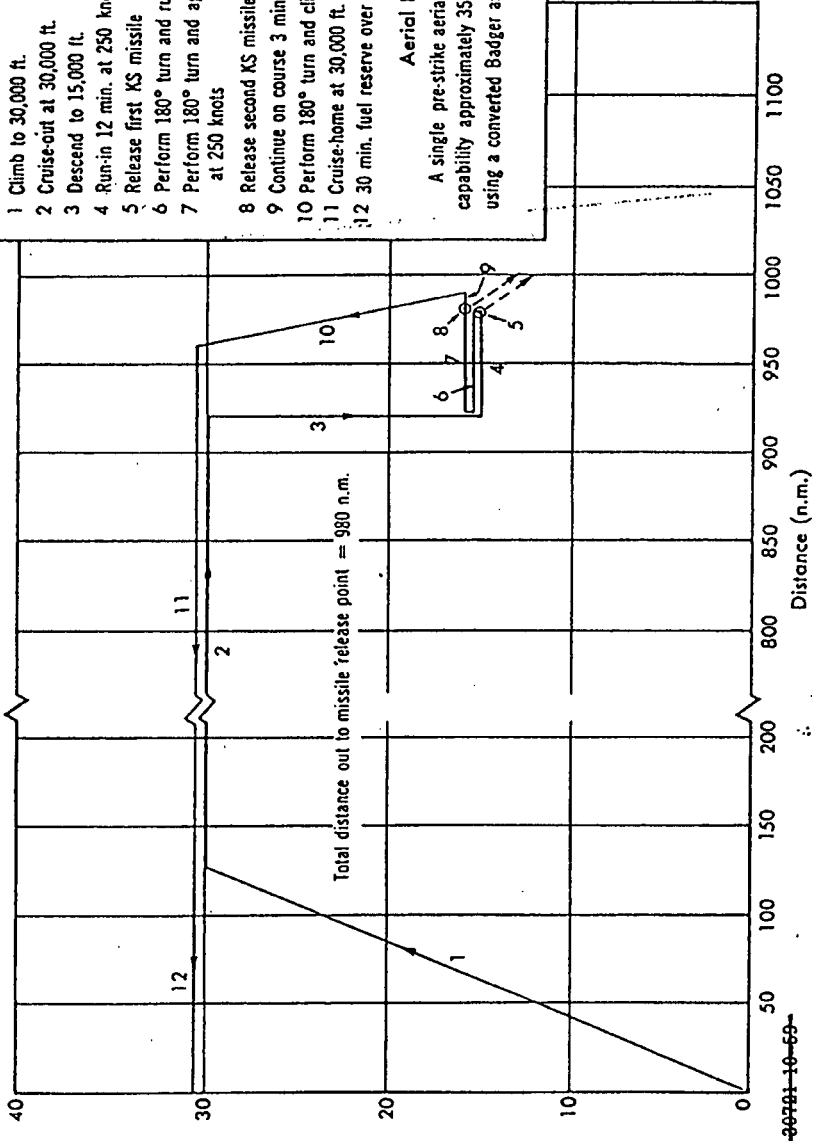 1 Climb to 30,000 ft.
2 Cruise-out at 30,000 ft.
3 Descend to 15,000 ft.
4 Run-in 12 min. at 250
5 Release first KS missile
6 Perform 180° turn and
7 Perform 180° turn and
at 250 knots
8 Release second KS missile
9 Continue on course 3
10 Perform 180° turn and
11 Cruise-home at 30,000 ft.
12 30 min. fuel reserve over
Aerial
A single pre-strike
capability approximately 35
using a converted Badger
40
30
20
10
0
12
11
2
10
3
9
8
7
6
5
4
1
Total distance out to missile release point = 980 n.m.
50
100
150
200
800
850
900
950
1000
1050
1100
Distance (n.m.)
30721 10-59